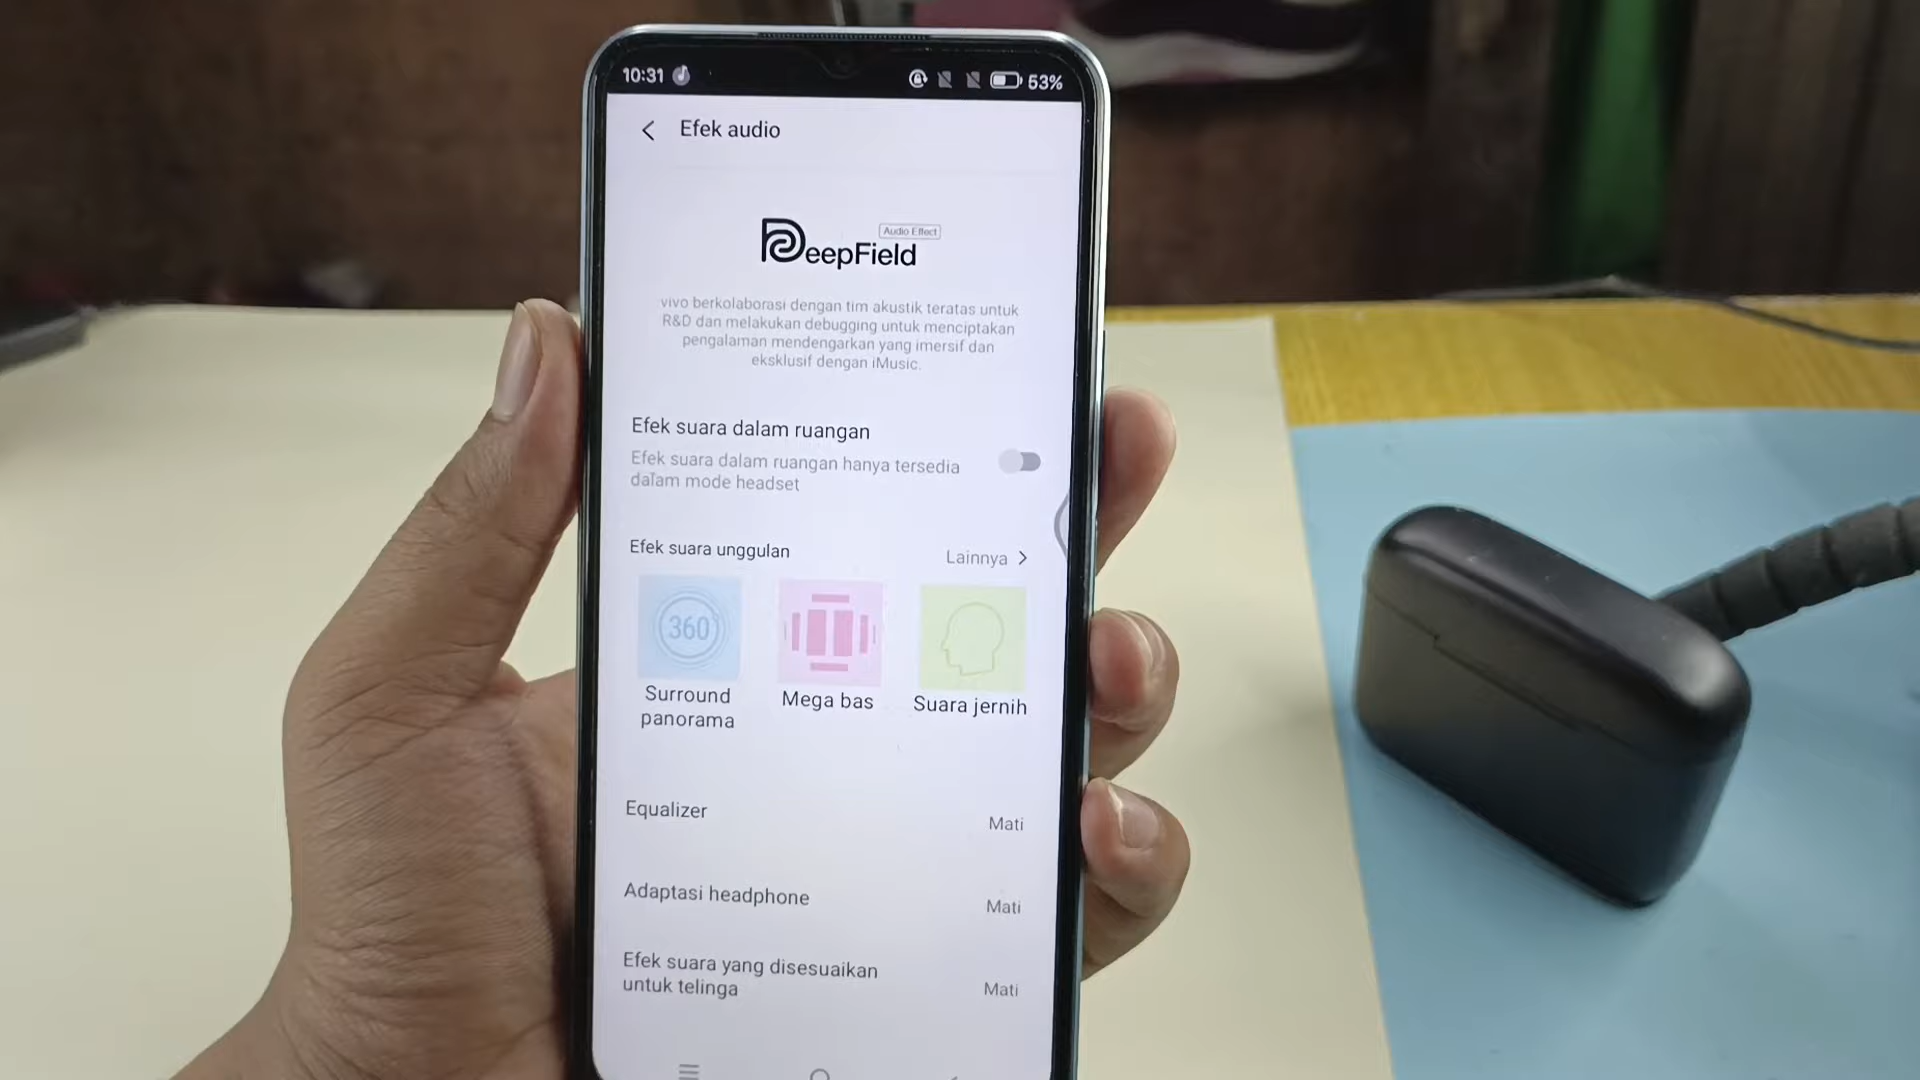 10:31
53%
Efek audio
Audio Effect
DeepField
vivo berkolaborasi dengan tim akustik teratas untuk
R&D dan melakukan debugging untuk menciptakan
pengalaman mendengarkan yang imersif dan
eksklusif dengan iMusic.
Efek suara dalam ruangan
Efek suara dalam ruangan hanya tersedia
dalam mode headset
Efek suara unggulan
Lainnya
360
Surround
panorama
Mega bas
Suara jernih
Equalizer
Mati
Adaptasi headphone
Mati
Efek suara yang disesuaikan
untuk telinga
Mati